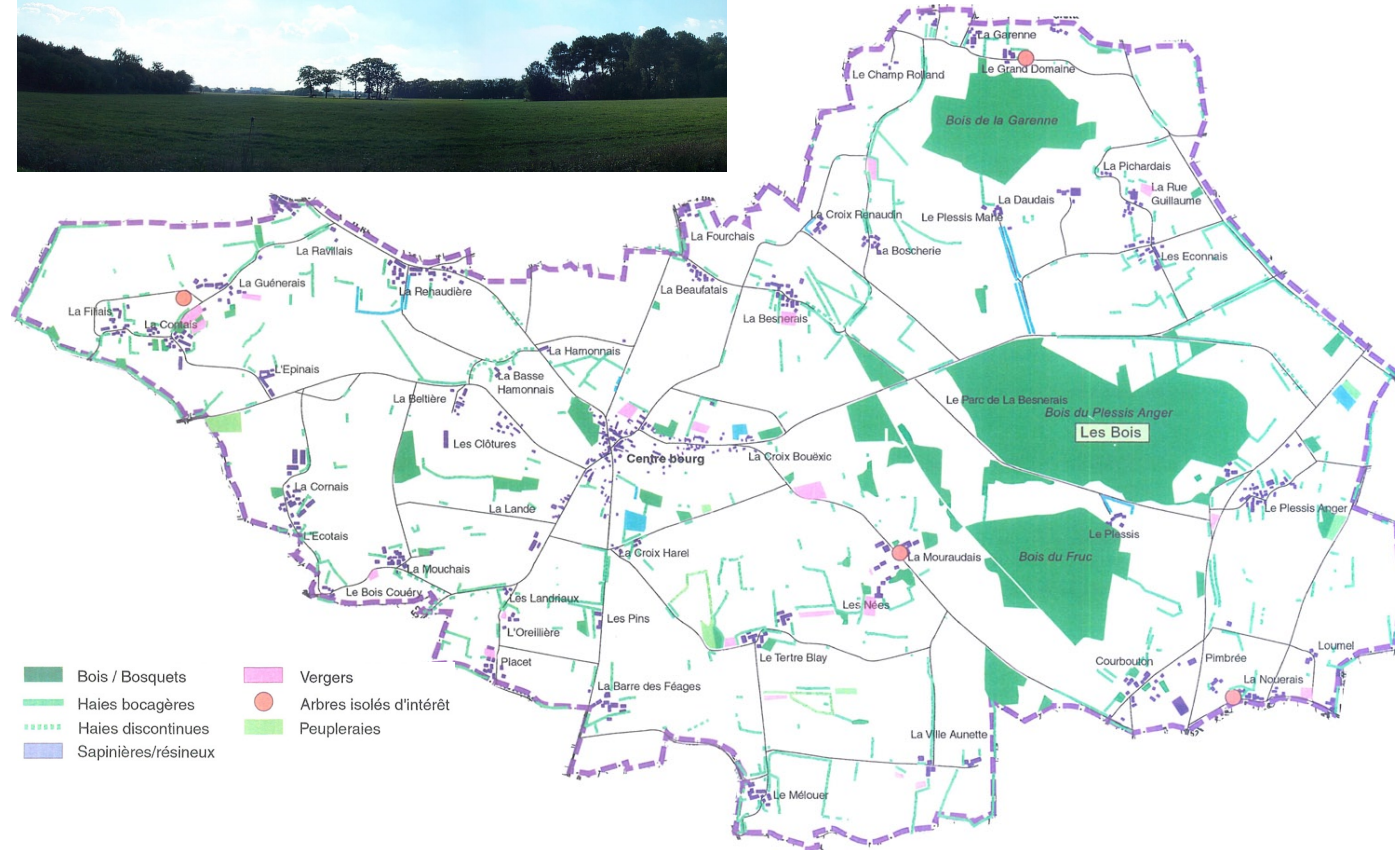 La Garenne
Le Champ Rolland
Le Grand Domaine
Bois de la Garenne
La Pichardais
La Rue
Guillaume
La Daudais
La Croix Renaudin
Le Plessis Mahé
La Fourchais
La Boscherie
Les Econnais
La Ravillais
La Guénerais
La Renaudière
La Beaufatais
La Besnerais
La Filiais
La Contais
La Hamonnais
L'Epinais
La Basse
Hamonnais
La Beltière
Le Parc de La Besnerais
Bois du Plessis Anger
Les Bois
Les Clôtures
Centre bourg
La Croix Bouëxic
La Cornais
La Lande
Le Plessis Anger
L'Ecotais
Le Plessis
La Croix Harel
La Mouraudais
Bois du Fruc
La Mouchais
Le Bois Couéry
Les Landriaux
Les Nées
Les Pins
L'Oreillière
Placet
Le Tertre Blay
Courbouton
Pimbrée
Loumel
La Nouerais
La Barre des Féages
La Ville Aunette
Le Mélouer
Bois / Bosquets
Haies bocagères
Haies discontinues
Sapinières/résineux
Vergers
Arbres isolés d'intérêt
Peupleraies